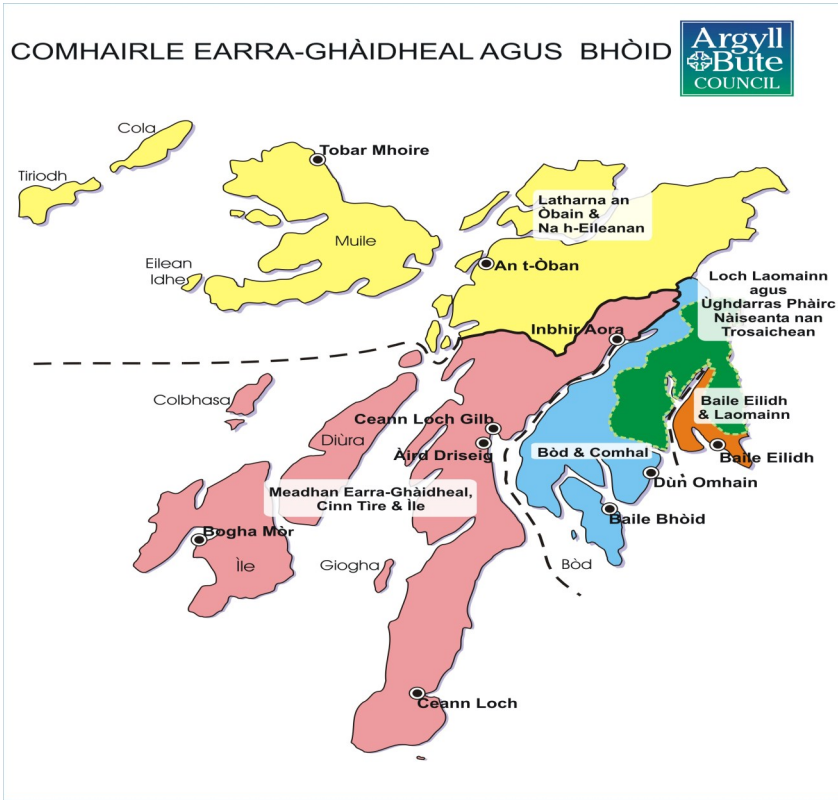 COMHAIRLE EARRA-GHÀIDHEAL AGUS BHÒID
Argyll
Bute
COUNCIL
Cola
Tobar Mhoire
Tiriodh
Latharna an
Òbain &
Na h-Eileanan
Muile
Eilean
Idhe
An t-Òban
Loch Laomainn
agus
Ùghdarras Phàirc
Nàiseanta nan
Trosaichean
Inbhir Aora
Colbhasa
Baile Eilidh
& Laomainn
Ceann Loch Gilb
Diùra
Àird Driseig
Bòd & Comhal
Baile Eilidh
Dùn Omhain
Meadhan Earra-Ghàidheal,
Cinn Tìre & Ìle
Baile Bhòid
Bogha Mòr
Ìle
Giogha
Bòd
Ceann Loch